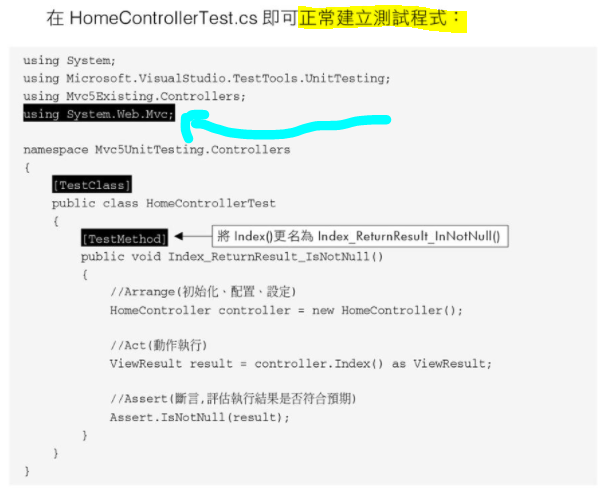 在 HomeControllerTest.cs 即可正常建立測試程式：
using System;
using Microsoft.VisualStudio.TestTools.UnitTesting;
using Mvc5Existing.Controllers;
using System.Web.Mvc;
namespace Mvc5UnitTesting.Controllers
{
[TestClass]
public class HomeControllerTest
{
[TestMethod] 將 Index()更名為 Index_ReturnResult_InNotNull()
public void Index_ReturnResult_IsNotNull()
{
//Arrange(初始化、配置、設定)
HomeController controller = new HomeController();
//Act(動作執行)
ViewResult result = controller.Index() as ViewResult;
//Assert(斷言,評估執行結果是否符合預期)
Assert.IsNotNull(result);
}
}
}